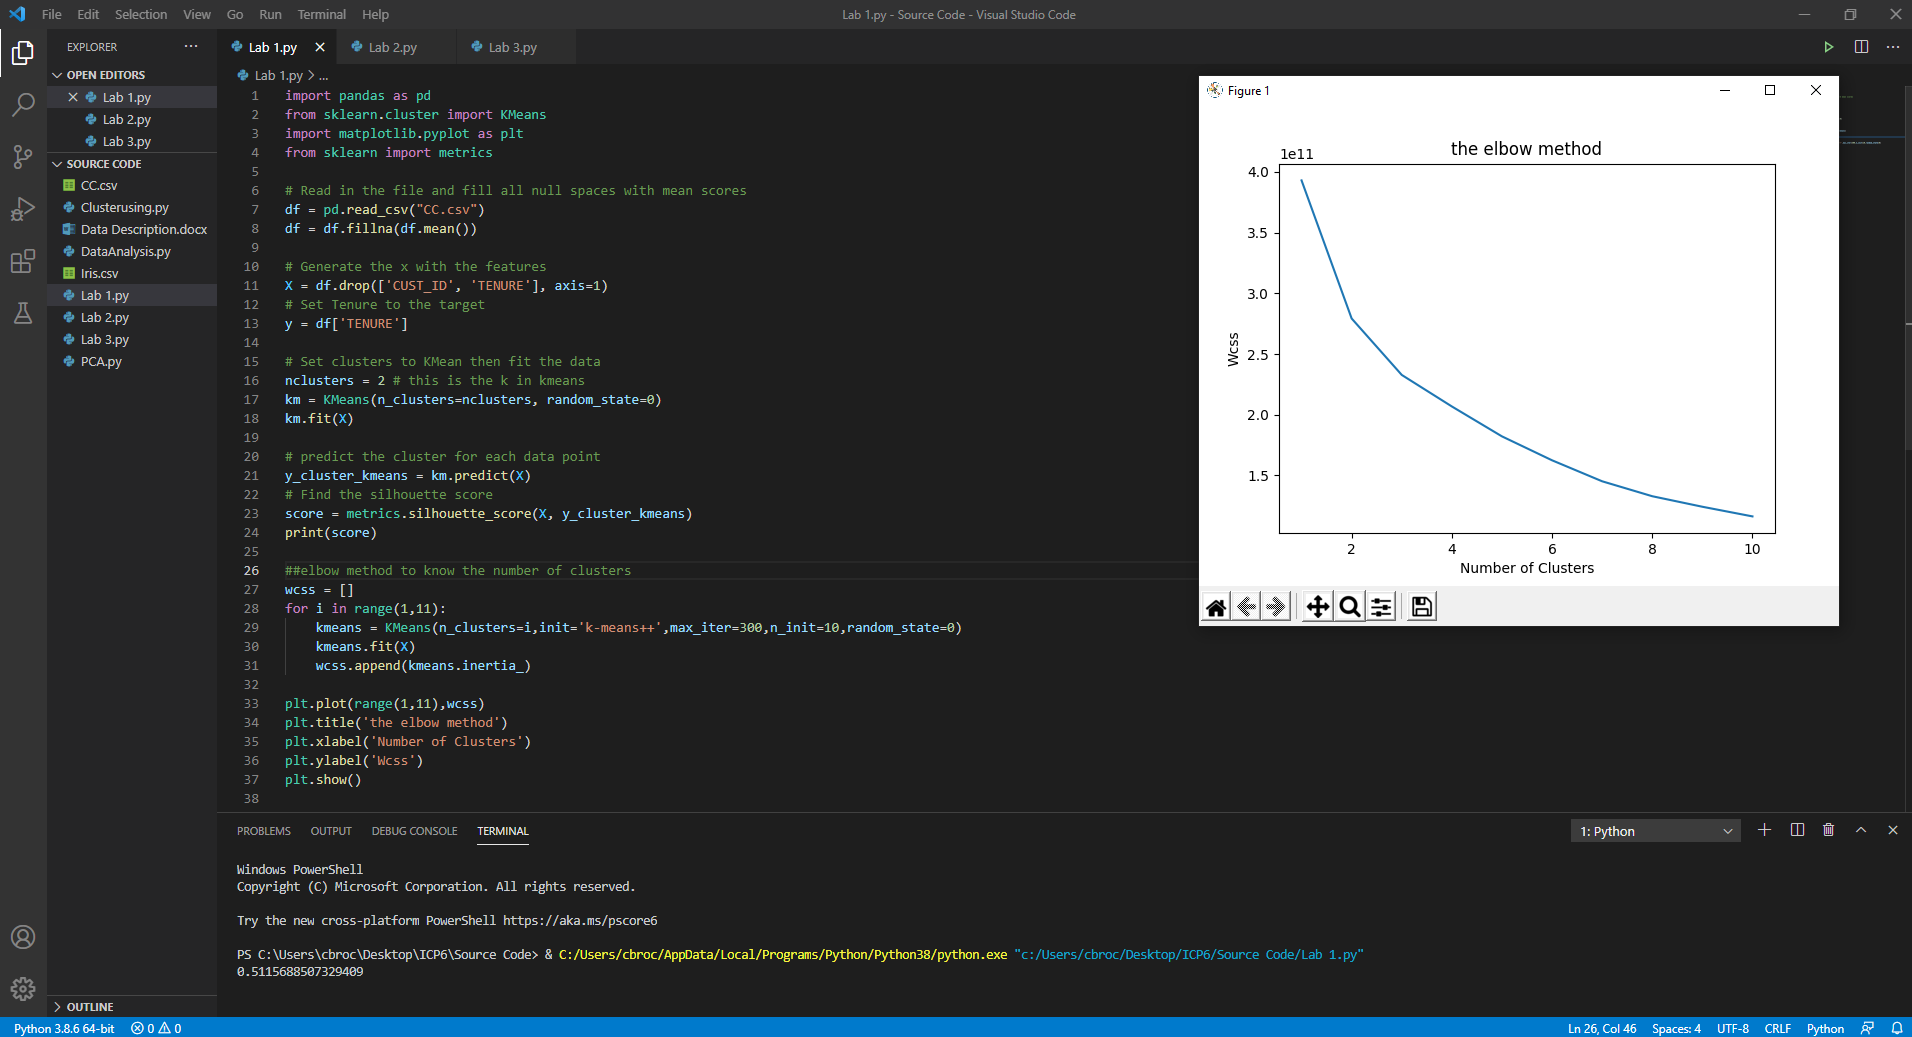 File Edit Selection View Go Run Terminal Help
Lab 1.py - Source Code - Visual Studio Code
EXPLORER
OPEN EDITORS
Lab 1.py
Lab 2.py
Lab 3.py
SOURCE CODE
CC.csv
Clusterusing.py
Data Description.docx
DataAnalysis.py
Iris.csv
Lab 1.py
Lab 2.py
Lab 3.py
PCA.py
OUTLINE
Lab 1.py Lab 2.py Lab 3.py
Lab 1.py > ...
1 import pandas as pd
2 from sklearn.cluster import KMeans
3 import matplotlib.pyplot as plt
4 from sklearn import metrics
5
6 # Read in the file and fill all null spaces with mean scores
7 df = pd.read_csv("CC.csv")
8 df = df.fillna(df.mean())
9
10 # Generate the x with the features
11 X = df.drop(['CUST_ID', 'TENURE'], axis=1)
12 # Set Tenure to the target
13 y = df['TENURE']
14
15 # Set clusters to KMean then fit the data
16 nclusters = 2 # this is the k in kmeans
17 km = KMeans(n_clusters=nclusters, random_state=0)
18 km.fit(X)
19
20 # predict the cluster for each data point
21 y_cluster_kmeans = km.predict(X)
22 # Find the silhouette score
23 score = metrics.silhouette_score(X, y_cluster_kmeans)
24 print(score)
25
26 ##elbow method to know the number of clusters
27 wcss = []
28 for i in range(1,11):
29 kmeans = KMeans(n_clusters=i,init='k-means++',max_iter=300,n_init=10,random_state=0)
30 kmeans.fit(X)
31 wcss.append(kmeans.inertia_)
32
33 plt.plot(range(1,11),wcss)
34 plt.title('the elbow method')
35 plt.xlabel('Number of Clusters')
36 plt.ylabel('Wcss')
37 plt.show()
38
Figure 1
the elbow method
1e11
4.0
3.5
3.0
2.5
2.0
1.5
Wcss
2 4 6 8 10
Number of Clusters
PROBLEMS OUTPUT DEBUG CONSOLE TERMINAL
1: Python
Windows PowerShell
Copyright (C) Microsoft Corporation. All rights reserved.
Try the new cross-platform PowerShell https://aka.ms/pscore6
PS C:\Users\cbroc\Desktop\ICP6\Source Code> & C:/Users/cbroc/AppData/Local/Programs/Python/Python38/python.exe "c:/Users/cbroc/Desktop/ICP6/Source Code/Lab 1.py"
0.5115688507329409
Python 3.8.6 64-bit 0 0
Ln 26, Col 46 Spaces: 4 UTF-8 CRLF Python